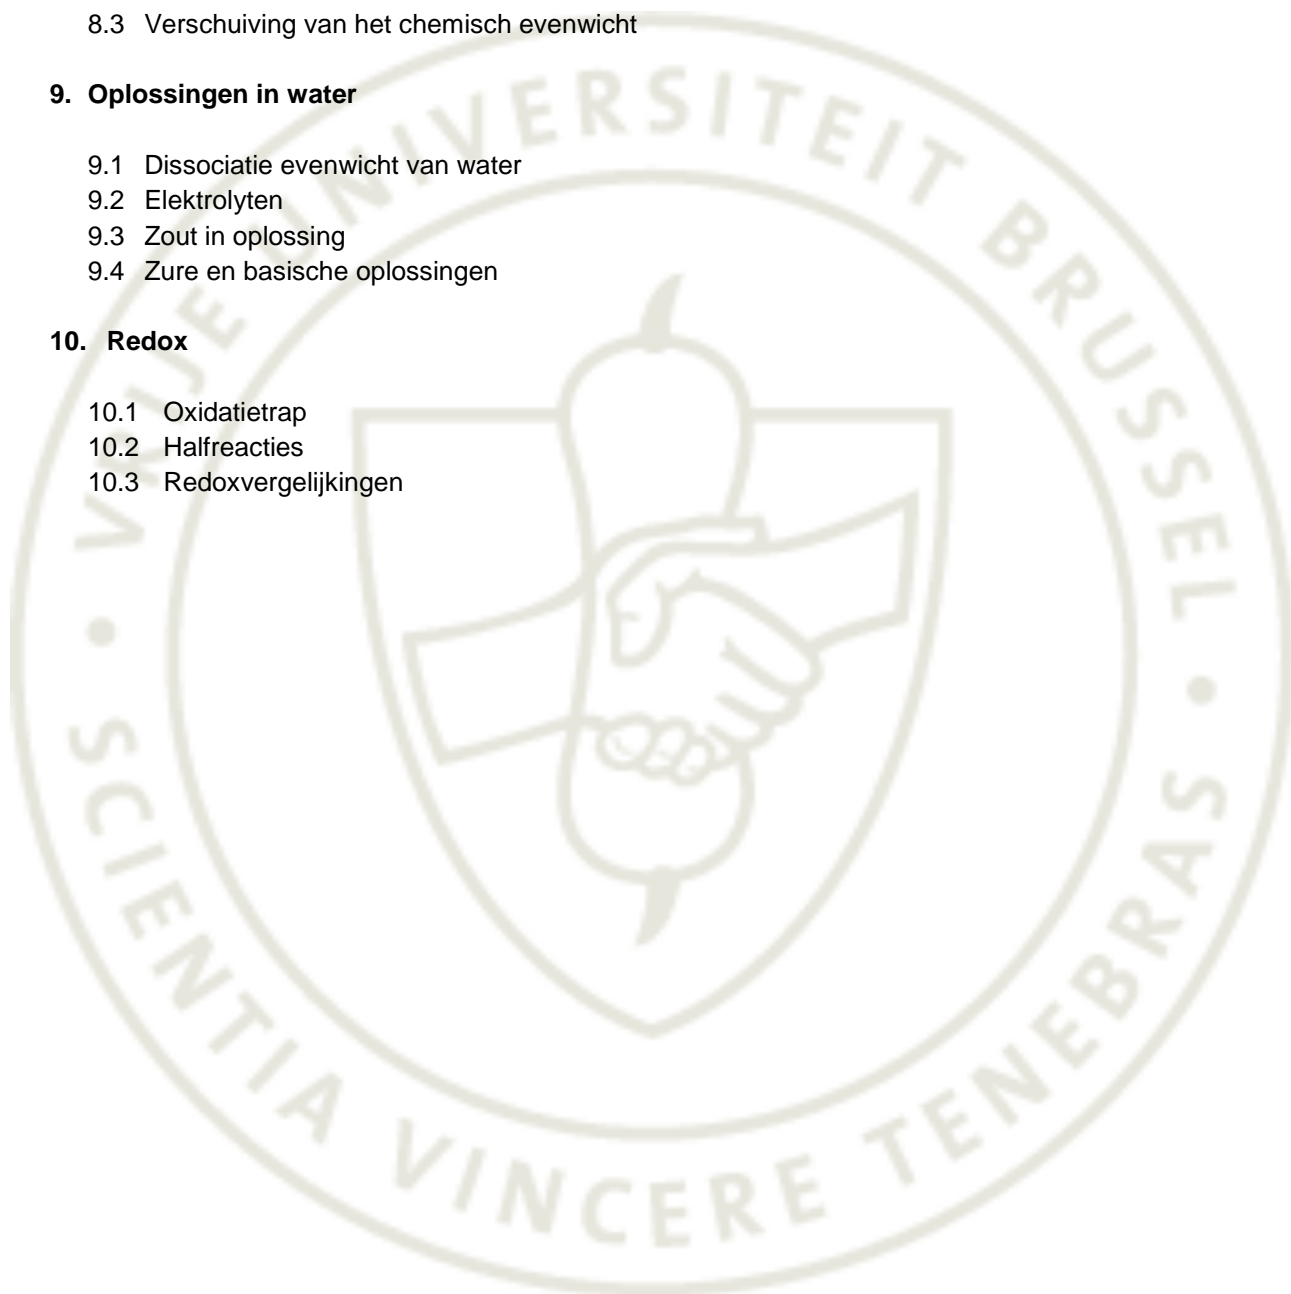 8.3 Verschuiving van het chemisch evenwicht
9. Oplossingen in water
9.1 Dissociatie evenwicht van water
9.2 Elektrolyten
9.3 Zout in oplossing
9.4 Zure en basische oplossingen
10. Redox
10.1 Oxidatietrap
10.2 Halfreacties
10.3 Redoxvergelijkingen
VRIJE UNIVERSITEIT BRUSSEL • SCIENTIA VINCERE TENEBRAS •